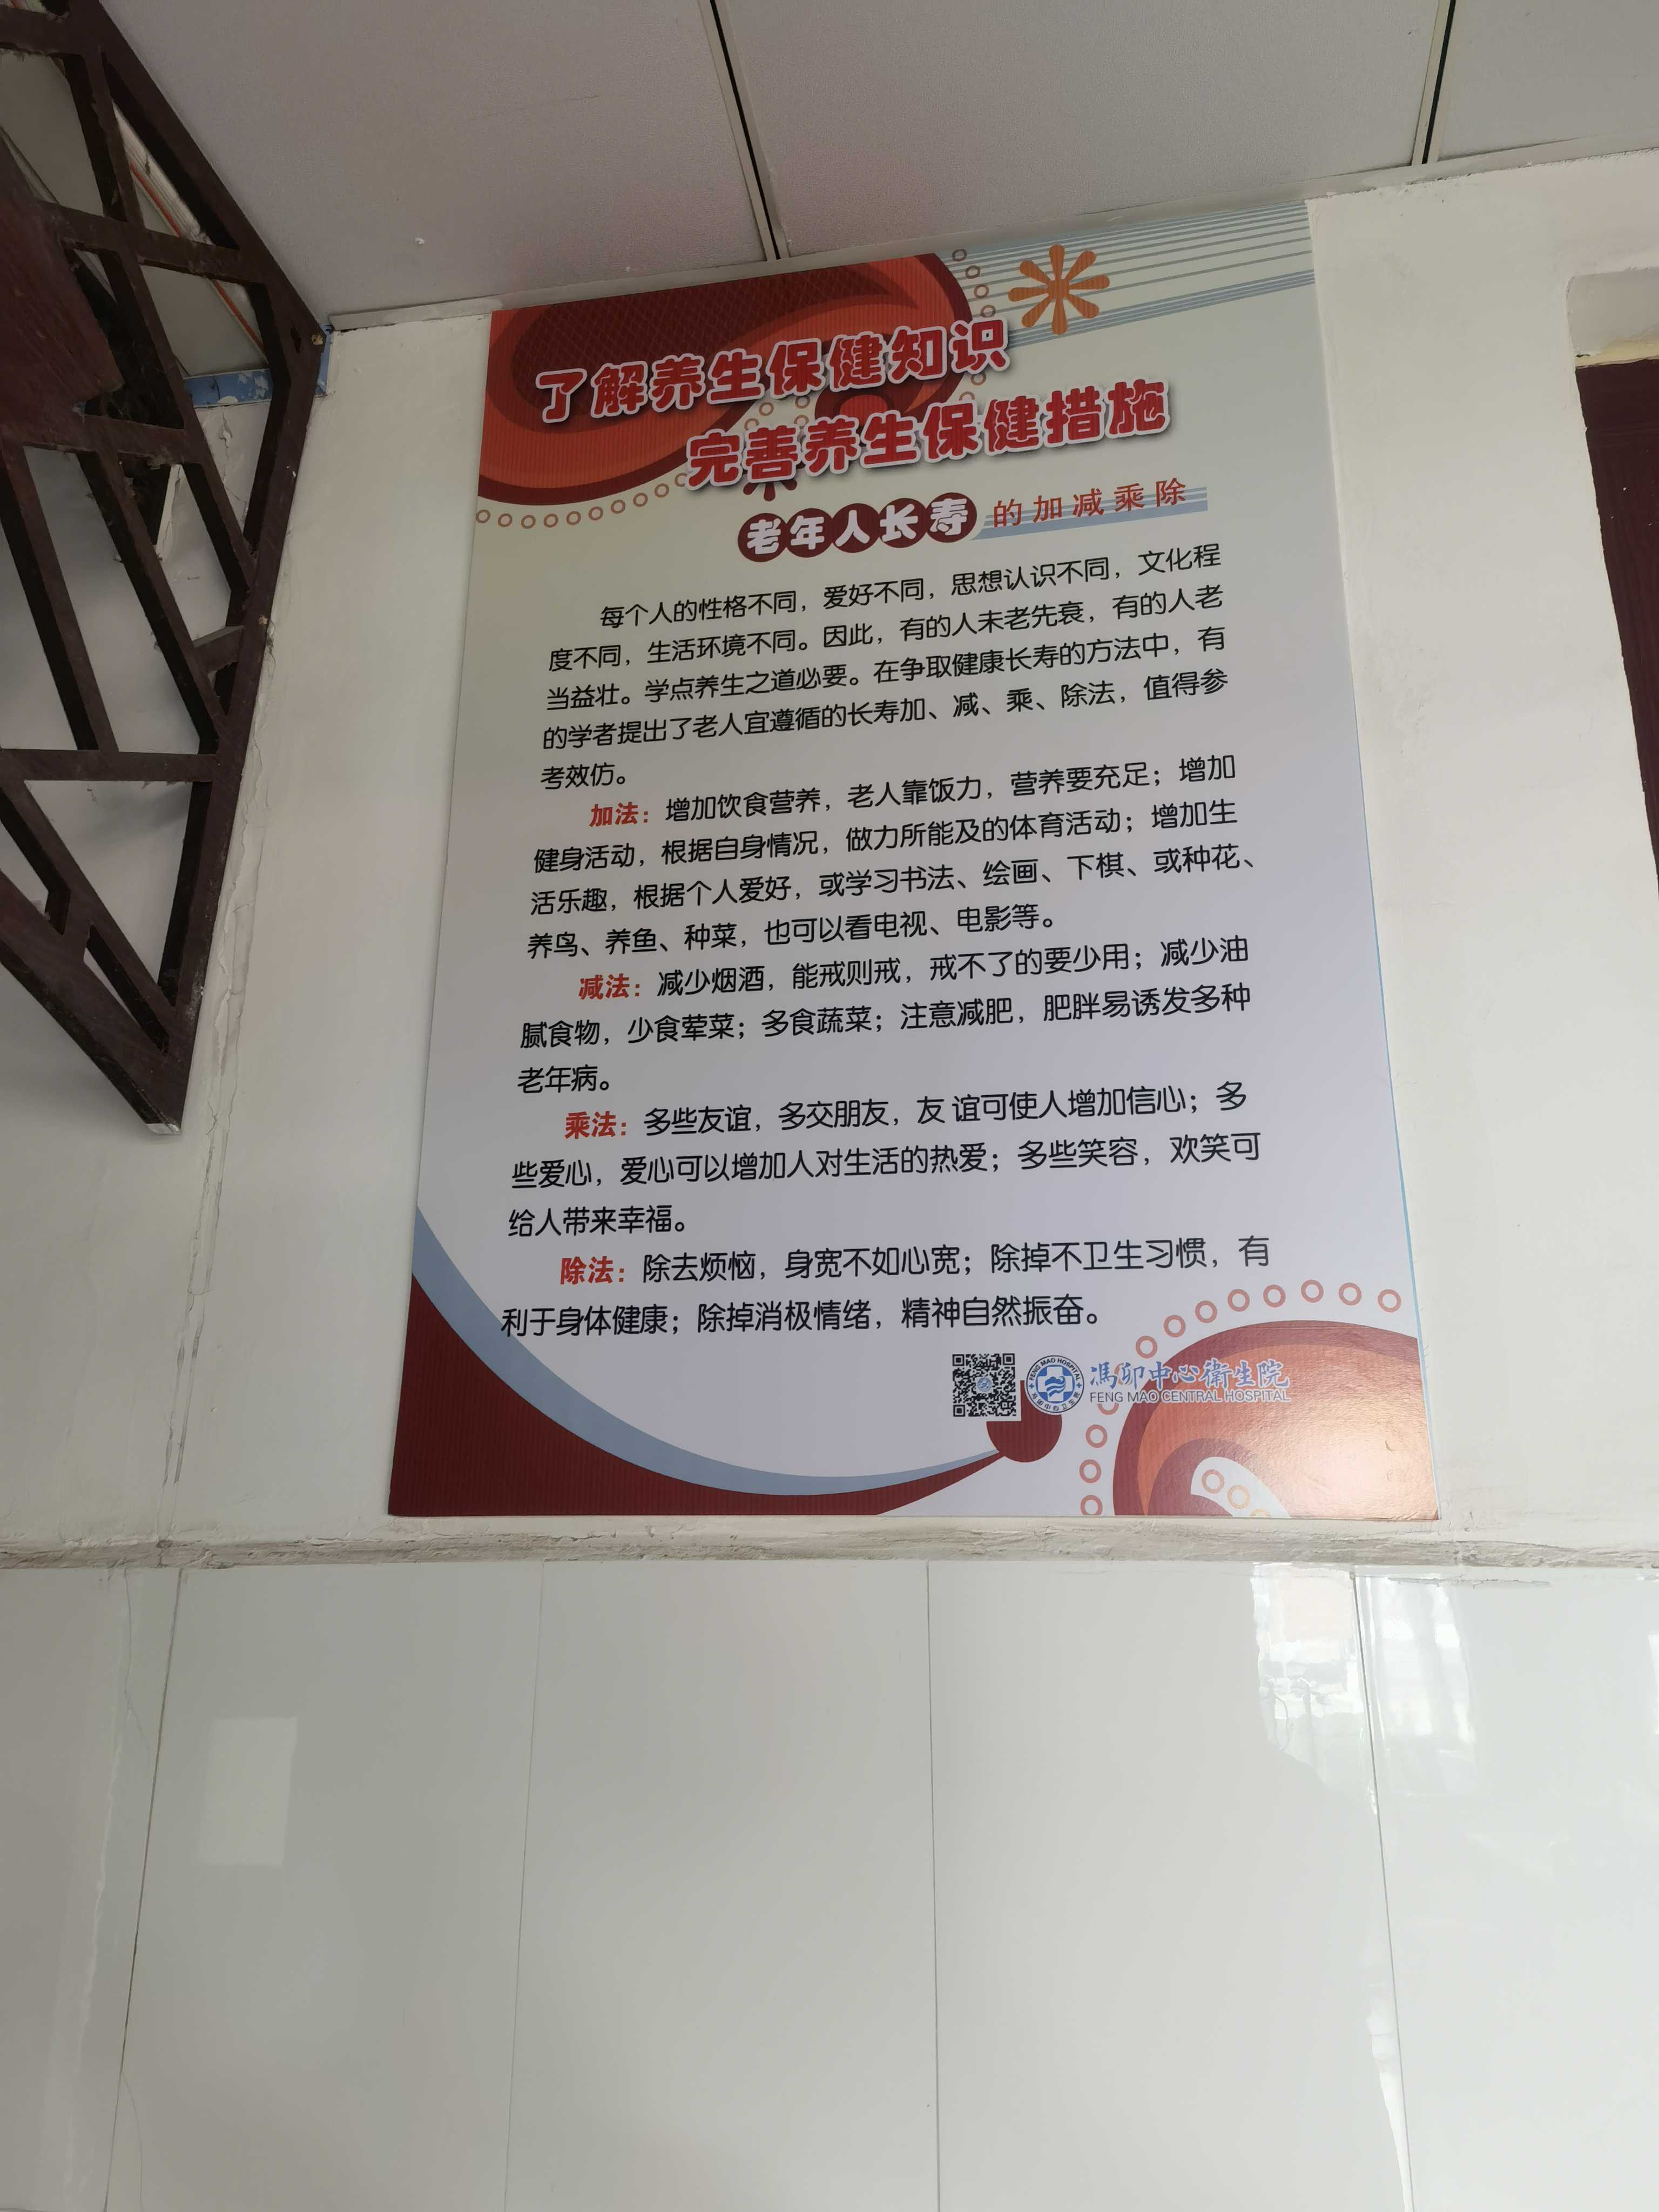 了解养生保健知识
完善养生保健措施
老年人长寿的加减乘除
每个人的性格不同，爱好不同，思想认识不同，文化程
度不同，生活环境不同。因此，有的人未老先衰，有的人老
当益壮。学点养生之道必要。在争取健康长寿的方法中，有
的学者提出了老人宜遵循的长寿加、减、乘、除法，值得参
考效仿。
加法：增加饮食营养，老人靠饭力，营养要充足；增加
健身活动，根据自身情况，做力所能及的体育活动；增加生
活乐趣，根据个人爱好，或学习书法、绘画、下棋、或种花、
养鸟、养鱼、种菜，也可以看电视、电影等。
减法：减少烟酒，能戒则戒，戒不了的要少用；减少油
腻食物，少食荤菜；多食蔬菜；注意减肥，肥胖易诱发多种
老年病。
乘法：多些友谊，多交朋友，友 谊可使人增加信心；多
些爱心，爱心可以增加人对生活的热爱；多些笑容，欢笑可
给人带来幸福。
除法：除去烦恼，身宽不如心宽；除掉不卫生习惯，有
利于身体健康；除掉消极情绪，精神自然振奋。
FENG MAO HOSPITAL
馮卯中心衛生院
FENG MAO CENTRAL HOSPITAL